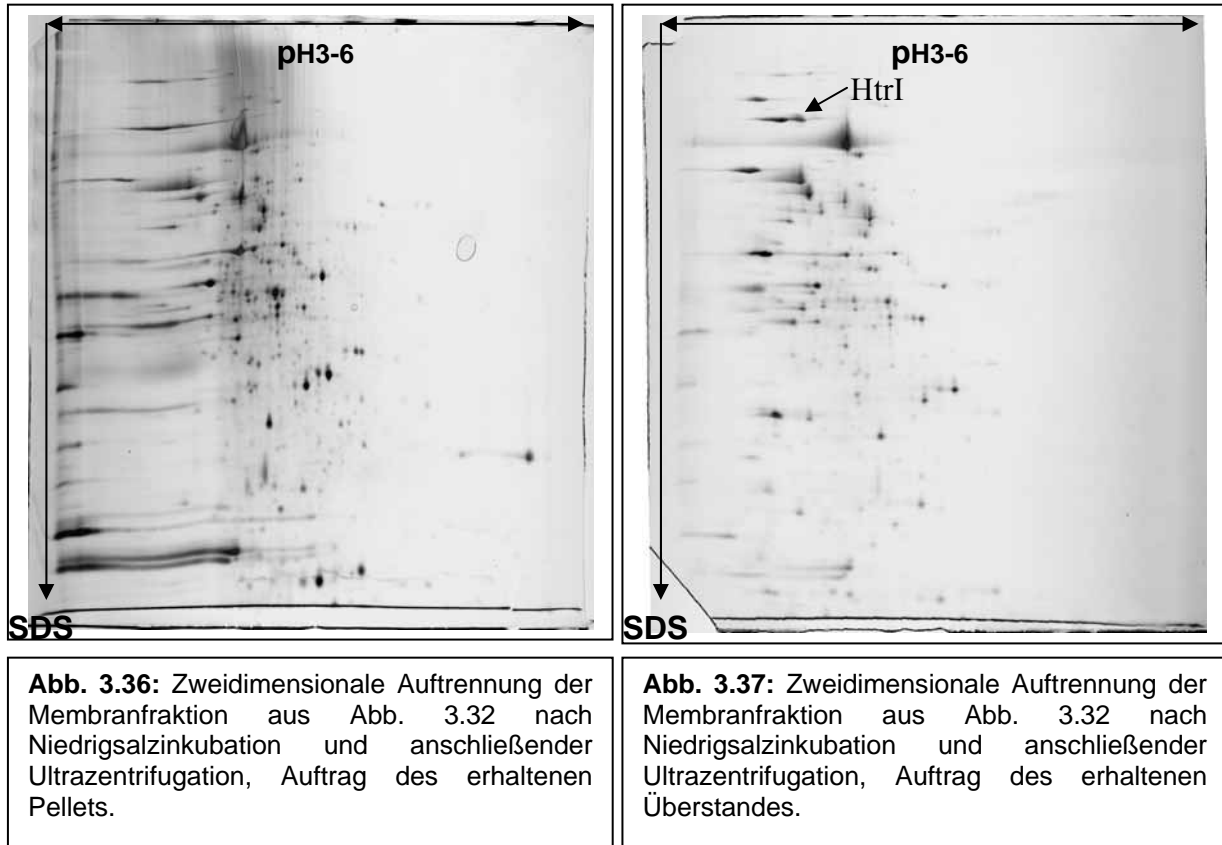 pH3-6
SDS
pH3-6
HtrI
SDS
Abb. 3.36: Zweidimensionale Auftrennung der
Membranfraktion aus Abb. 3.32 nach
Niedrigsalzinkubation und anschließender
Ultrazentrifugation, Auftrag des erhaltenen
Pellets.
Abb. 3.37: Zweidimensionale Auftrennung der
Membranfraktion aus Abb. 3.32 nach
Niedrigsalzinkubation und anschließender
Ultrazentrifugation, Auftrag des erhaltenen
Überstandes.